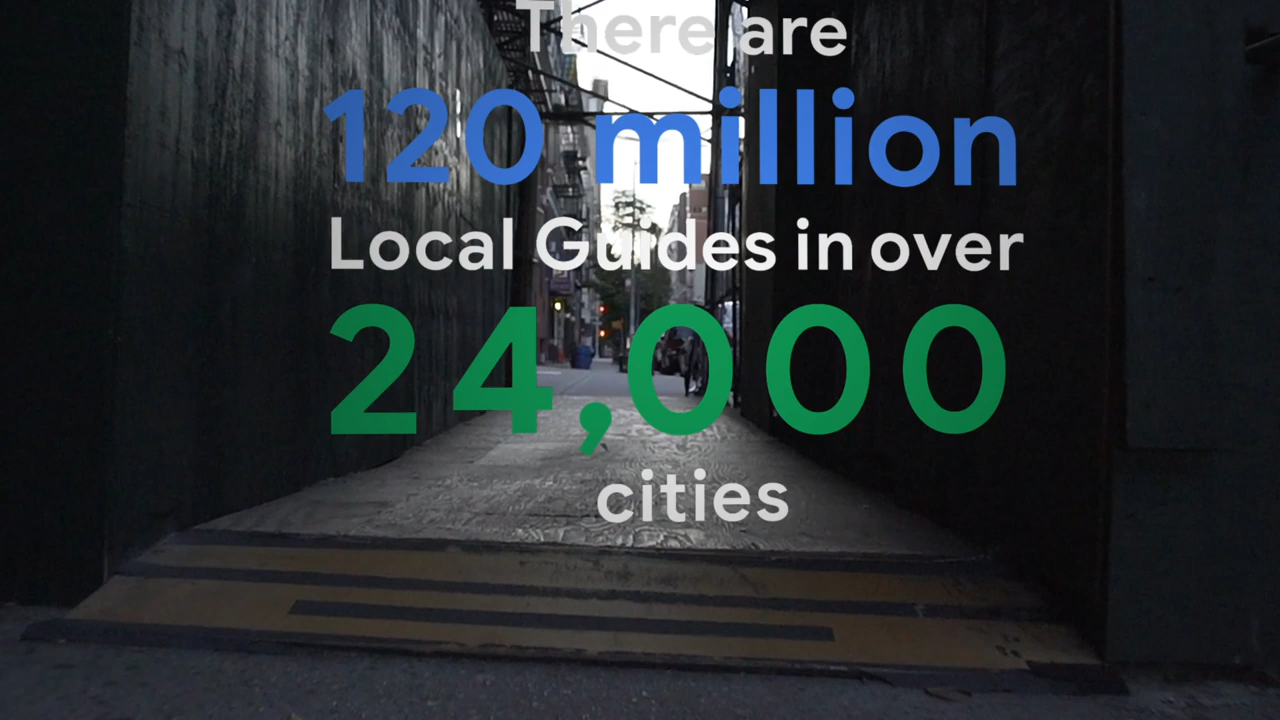 There are
120 million
Local Guides in over
24,000
cities